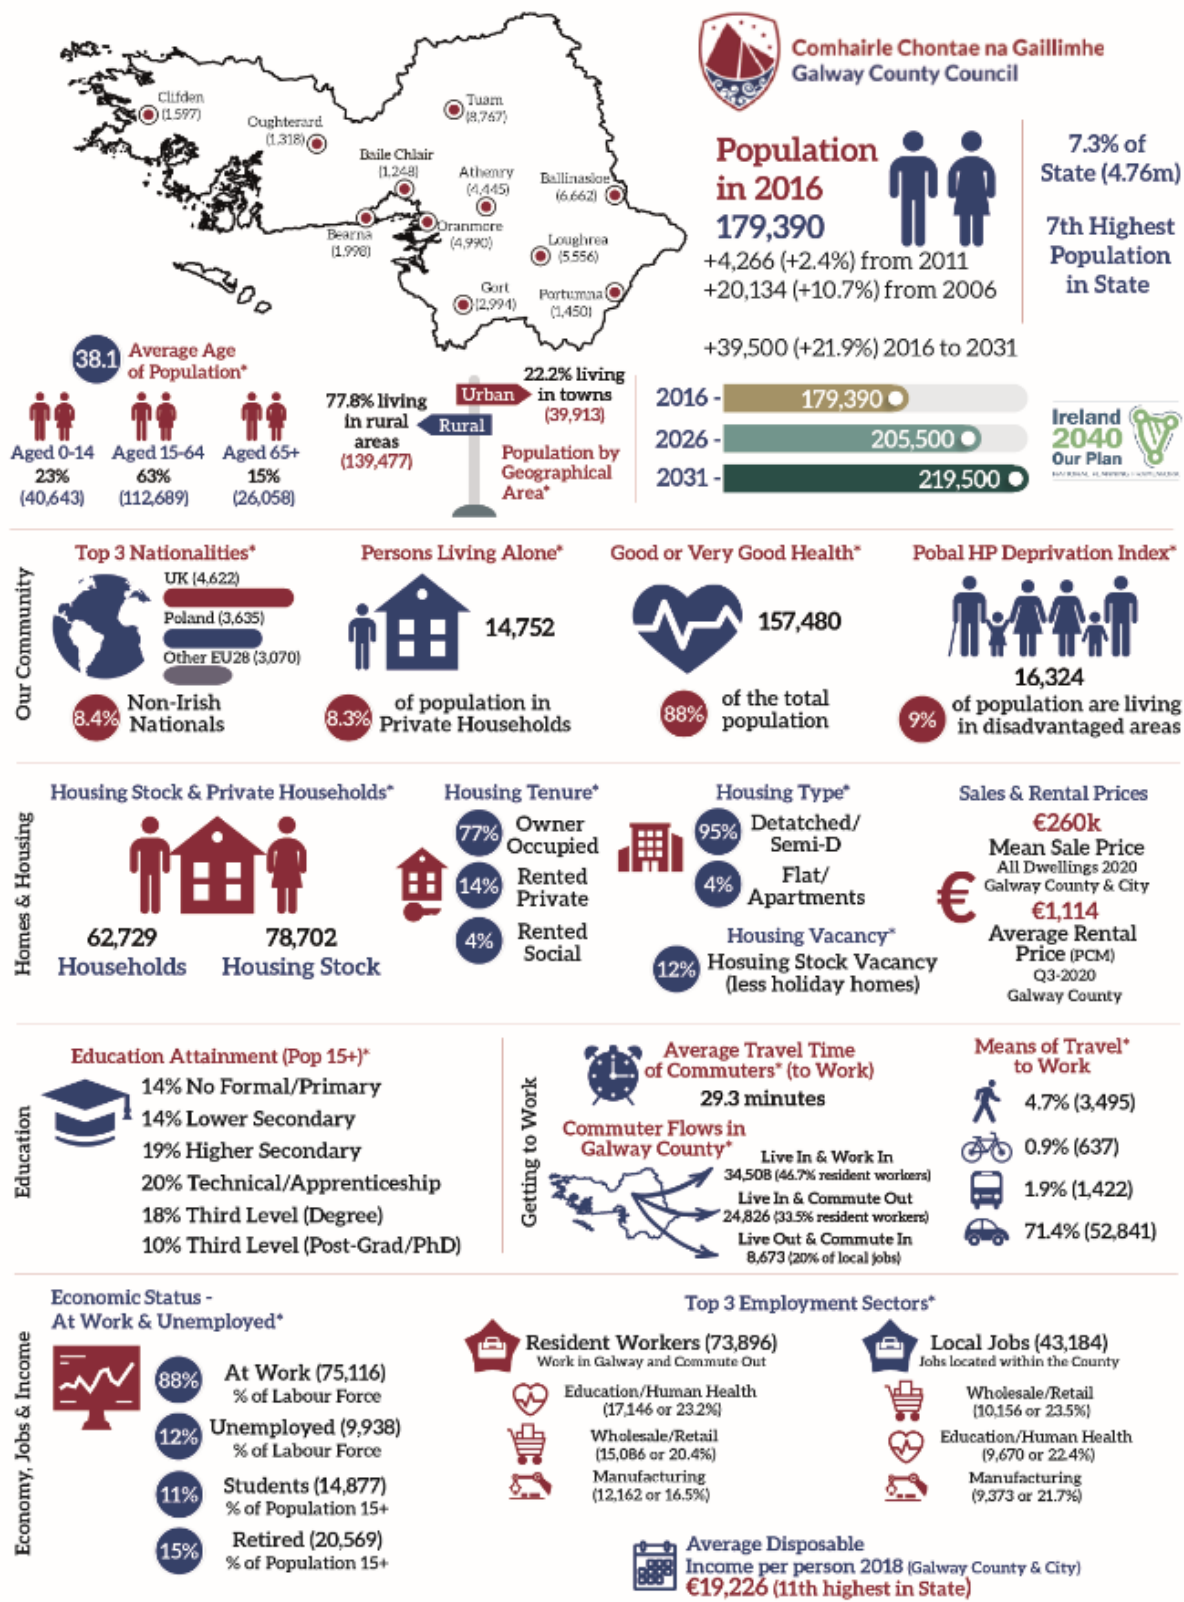 Comhairle Chontae na Gaillimhe
Galway County Council
Clifden
(1,597)
Oughterard
(1,318)
Tuam
(8,767)
Baile Chlair
(1,248)
Athenry
(4,445)
Ballinasloe
(6,662)
Bearna
(1,998)
Oranmore
(4,990)
Loughrea
(5,556)
Gort
(2,994)
Portumna
(1,450)
Population
in 2016
179,390
+4,266 (+2.4%) from 2011
+20,134 (+10.7%) from 2006
7.3% of
State (4.76m)
7th Highest
Population
in State
38.1
Average Age
of Population*
Aged 0-14
23%
(40,643)
Aged 15-64
63%
(112,689)
Aged 65+
15%
(26,058)
77.8% living
in rural
areas
(139,477)
Urban
Rural
22.2% living
in towns
(39,913)
Population by
Geographical
Area*
+39,500 (+21.9%) 2016 to 2031
2016 - 179,390
2026 - 205,500
2031 - 219,500
Ireland
2040
Our Plan
Our Community
Top 3 Nationalities*
UK (4,622)
Poland (3,635)
Other EU28 (3,070)
8.4%
Non-Irish
Nationals
Persons Living Alone*
14,752
8.3%
of population in
Private Households
Good or Very Good Health*
157,480
88%
of the total
population
Pobal HP Deprivation Index*
16,324
9%
of population are living
in disadvantaged areas
Homes & Housing
Housing Stock & Private Households*
62,729
Households
78,702
Housing Stock
Housing Tenure*
77%
Owner
Occupied
14%
Rented
Private
4%
Rented
Social
Housing Type*
95%
Detatched/
Semi-D
4%
Flat/
Apartments
Housing Vacancy*
12%
Hosuing Stock Vacancy
(less holiday homes)
Sales & Rental Prices
€260k
Mean Sale Price
All Dwellings 2020
Galway County & City
€
€1,114
Average Rental
Price (PCM)
Q3-2020
Galway County
Education
Education Attainment (Pop 15+)*
14% No Formal/Primary
14% Lower Secondary
19% Higher Secondary
20% Technical/Apprenticeship
18% Third Level (Degree)
10% Third Level (Post-Grad/PhD)
Getting to Work
Average Travel Time
of Commuters* (to Work)
29.3 minutes
Commuter Flows in
Galway County*
Live In & Work In
34,508 (46.7% resident workers)
Live In & Commute Out
24,826 (33.5% resident workers)
Live Out & Commute In
8,673 (20% of local jobs)
Means of Travel*
to Work
4.7% (3,495)
0.9% (637)
1.9% (1,422)
71.4% (52,841)
Economy, Jobs & Income
Economic Status -
At Work & Unemployed*
88%
At Work (75,116)
% of Labour Force
12%
Unemployed (9,938)
% of Labour Force
11%
Students (14,877)
% of Population 15+
15%
Retired (20,569)
% of Population 15+
Top 3 Employment Sectors*
Resident Workers (73,896)
Work in Galway and Commute Out
Education/Human Health
(17,146 or 23.2%)
Wholesale/Retail
(15,086 or 20.4%)
Manufacturing
(12,162 or 16.5%)
Local Jobs (43,184)
Jobs located within the County
Wholesale/Retail
(10,156 or 23.5%)
Education/Human Health
(9,670 or 22.4%)
Manufacturing
(9,373 or 21.7%)
Average Disposable
Income per person 2018 (Galway County & City)
€19,226 (11th highest in State)